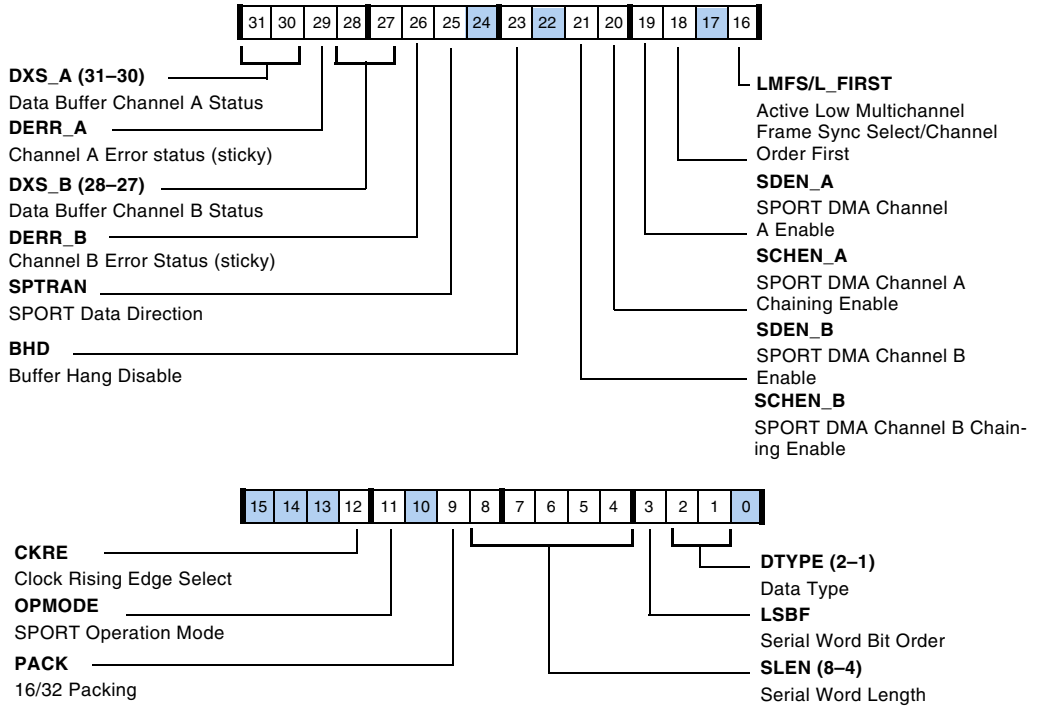 31 30 29 28 27 26 25 24 23 22 21 20 19 18 17 16
DXS_A (31–30)
Data Buffer Channel A Status
DERR_A
Channel A Error status (sticky)
DXS_B (28–27)
Data Buffer Channel B Status
DERR_B
Channel B Error Status (sticky)
SPTRAN
SPORT Data Direction
BHD
Buffer Hang Disable
LMFS/L_FIRST
Active Low Multichannel
Frame Sync Select/Channel
Order First
SDEN_A
SPORT DMA Channel
A Enable
SCHEN_A
SPORT DMA Channel A
Chaining Enable
SDEN_B
SPORT DMA Channel B
Enable
SCHEN_B
SPORT DMA Channel B Chain-
ing Enable
15 14 13 12 11 10 9 8 7 6 5 4 3 2 1 0
CKRE
Clock Rising Edge Select
OPMODE
SPORT Operation Mode
PACK
16/32 Packing
DTYPE (2–1)
Data Type
LSBF
Serial Word Bit Order
SLEN (8–4)
Serial Word Length